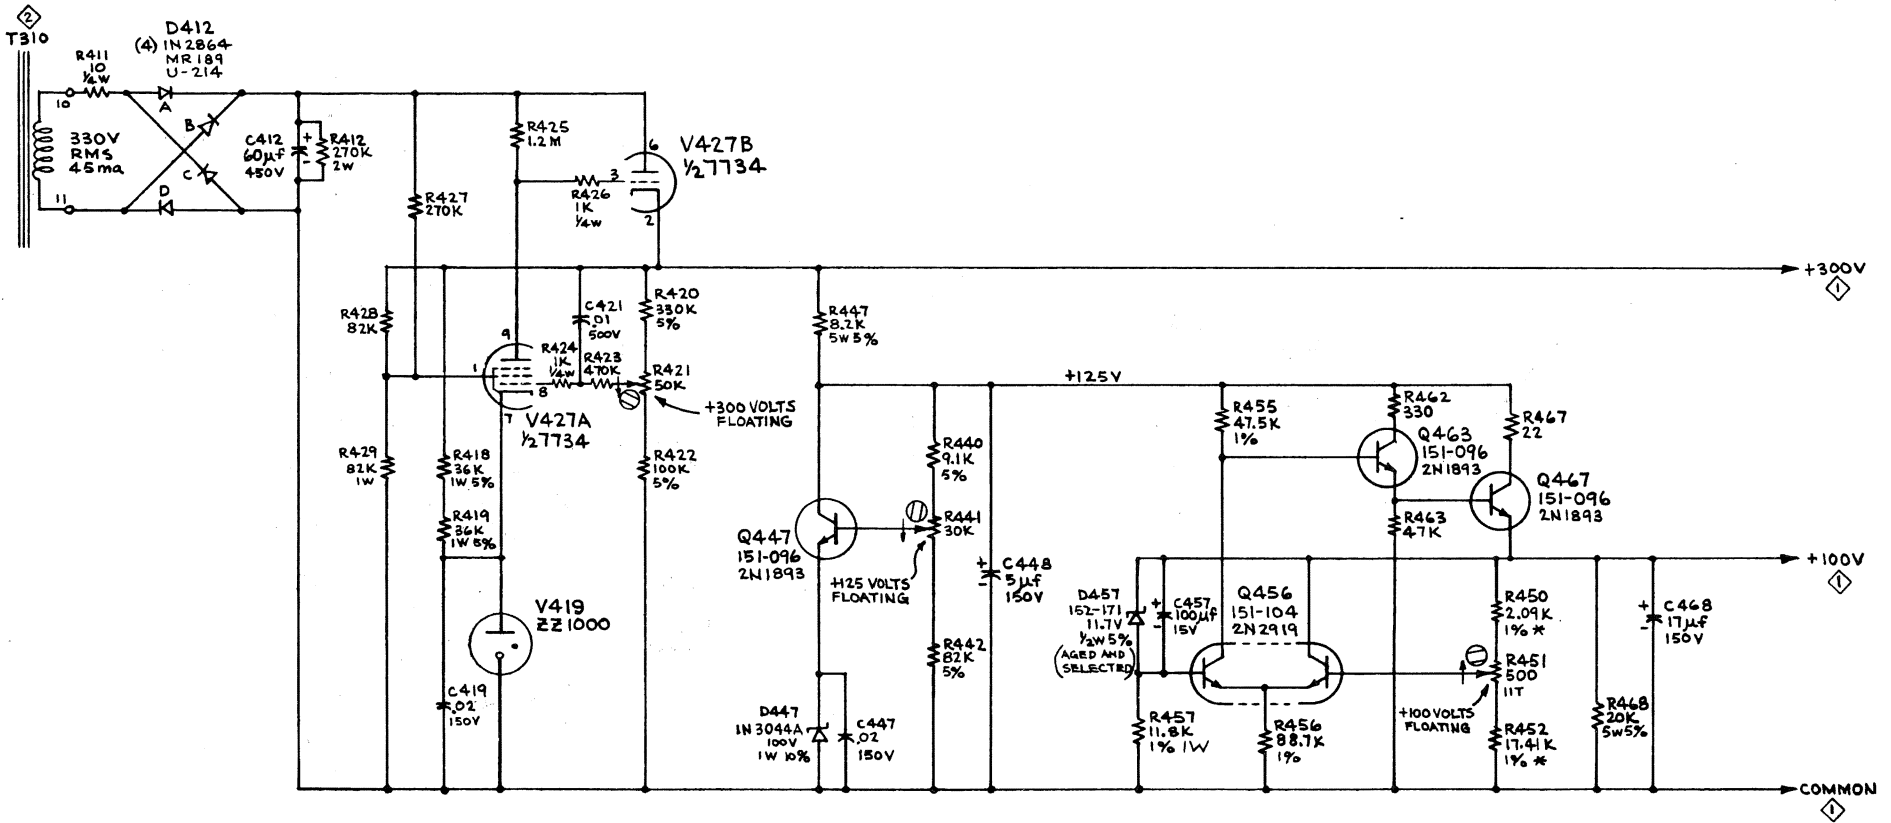 2
T310
R411
10
¼W
D412
(4) IN2864
MR189
U-214
10
A
B
C
D
11
330V
RMS
45ma
C412
60µf
450V
+
-
R412
270K
2W
R427
270K
R425
1.2M
R426
1K
¼W
3
6
2
V427B
½7734
+300V
1
R428
82K
R429
82K
1W
R418
36K
1W 5%
R419
36K
1W 5%
C419
.02
150V
9
1
8
7
V427A
½7734
R424
1K
¼W
R423
470K
C421
.01
500V
R420
330K
5%
R421
50K
+300 VOLTS
FLOATING
R422
100K
5%
V419
ZZ1000
R447
8.2K
5W 5%
+125V
Q447
151-096
2N1893
D447
IN3044A
100V
1W 10%
C447
.02
150V
R440
9.1K
5%
R441
30K
+125 VOLTS
FLOATING
R442
82K
5%
+
-
C448
5µf
150V
R455
47.5K
1%
R462
330
Q463
151-096
2N1893
R463
47K
R467
22
Q467
151-096
2N1893
+100V
1
D457
152-171
11.7V
½W 5%
(AGED AND
SELECTED)
+
-
C457
100µf
15V
Q456
151-104
2N2919
R457
11.8K
1% 1W
R456
88.7K
1%
R450
2.09K
1% *
R451
500
11T
+100 VOLTS
FLOATING
R452
17.41K
1% *
R468
20K
5W 5%
+
-
C468
17µf
150V
COMMON
1